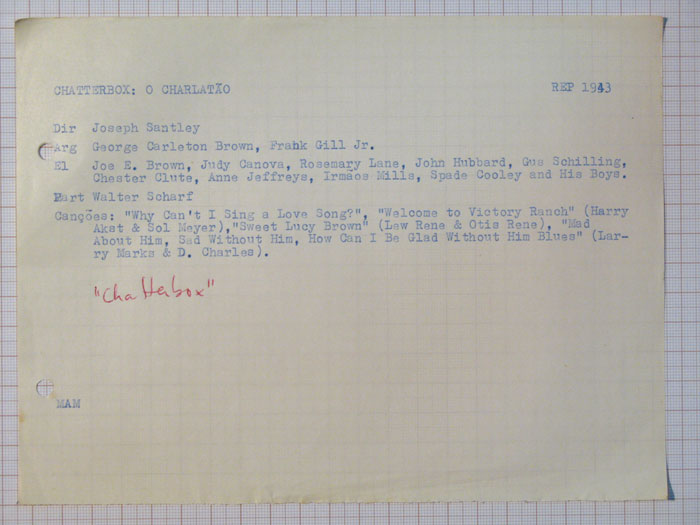 CHATTERBOX: O CHARLATÃO REP 1943
Dir Joseph Santley
Arg George Carleton Brown, Frahk Gill Jr.
El Joe E. Brown, Judy Canova, Rosemary Lane, John Hubbard, Gus Schilling,
Chester Clute, Anne Jeffreys, Irmãos Mills, Spade Cooley and His Boys.
Part Walter Scharf
Canções: "Why Can't I Sing a Love Song?", "Welcome to Victory Ranch" (Harry
Akst & Sol Meyer),"Sweet Lucy Brown" (Lew Rene & Otis Rene), "Mad
About Him, Sad Without Him, How Can I Be Glad Without Him Blues" (Lar-
ry Marks & D. Charles).
"Chatterbox"
MAM